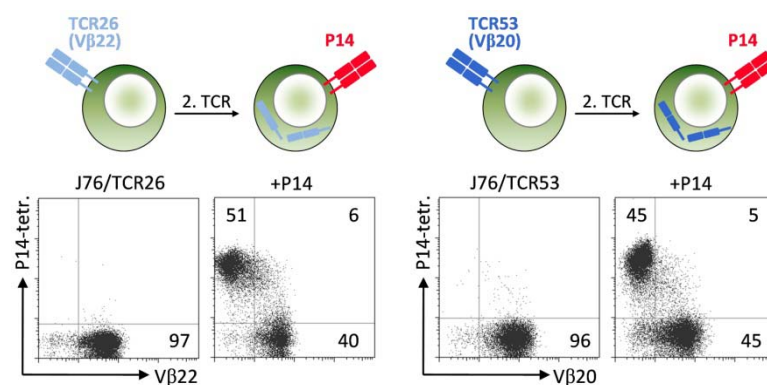 TCR26
(Vβ22)
P14
2. TCR
TCR53
(Vβ20)
P14
2. TCR
J76/TCR26
+P14
J76/TCR53
+P14
P14-tetr.
97
51
6
40
Vβ22
P14-tetr.
96
45
5
45
Vβ20